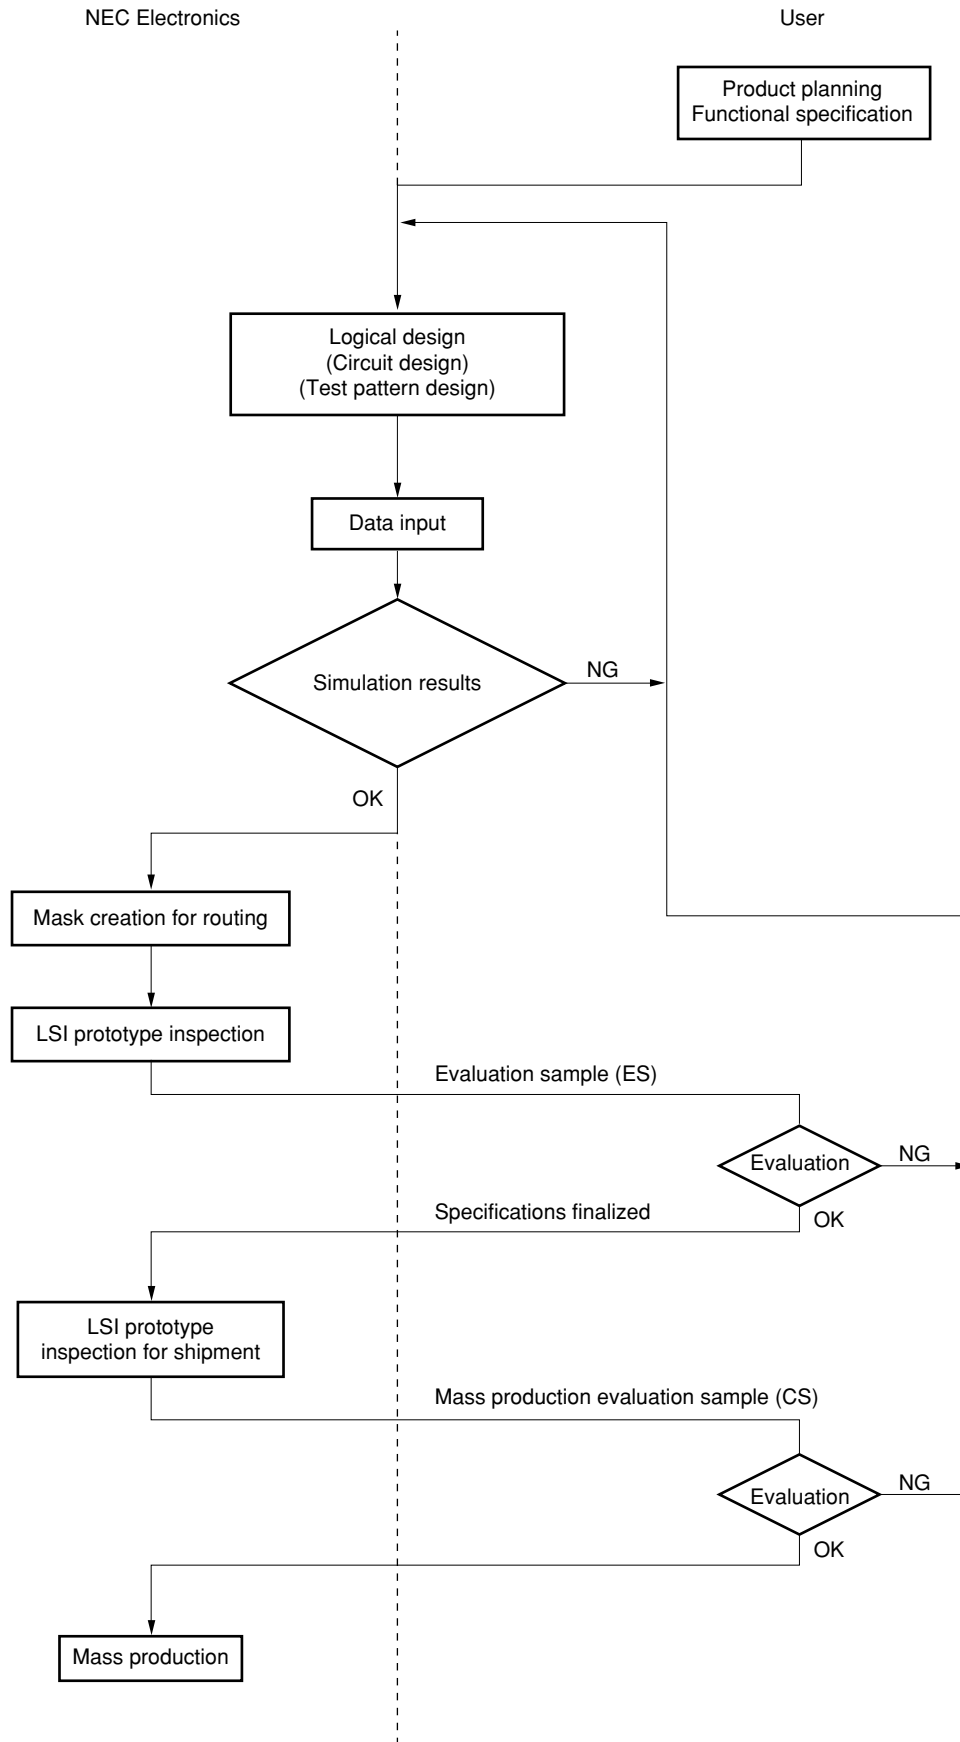 NEC Electronics
User
Product planning
Functional specification
Logical design
(Circuit design)
(Test pattern design)
Data input
Simulation results
NG
OK
Mask creation for routing
LSI prototype inspection
Evaluation sample (ES)
Evaluation
NG
OK
Specifications finalized
LSI prototype
inspection for shipment
Mass production evaluation sample (CS)
Evaluation
NG
OK
Mass production